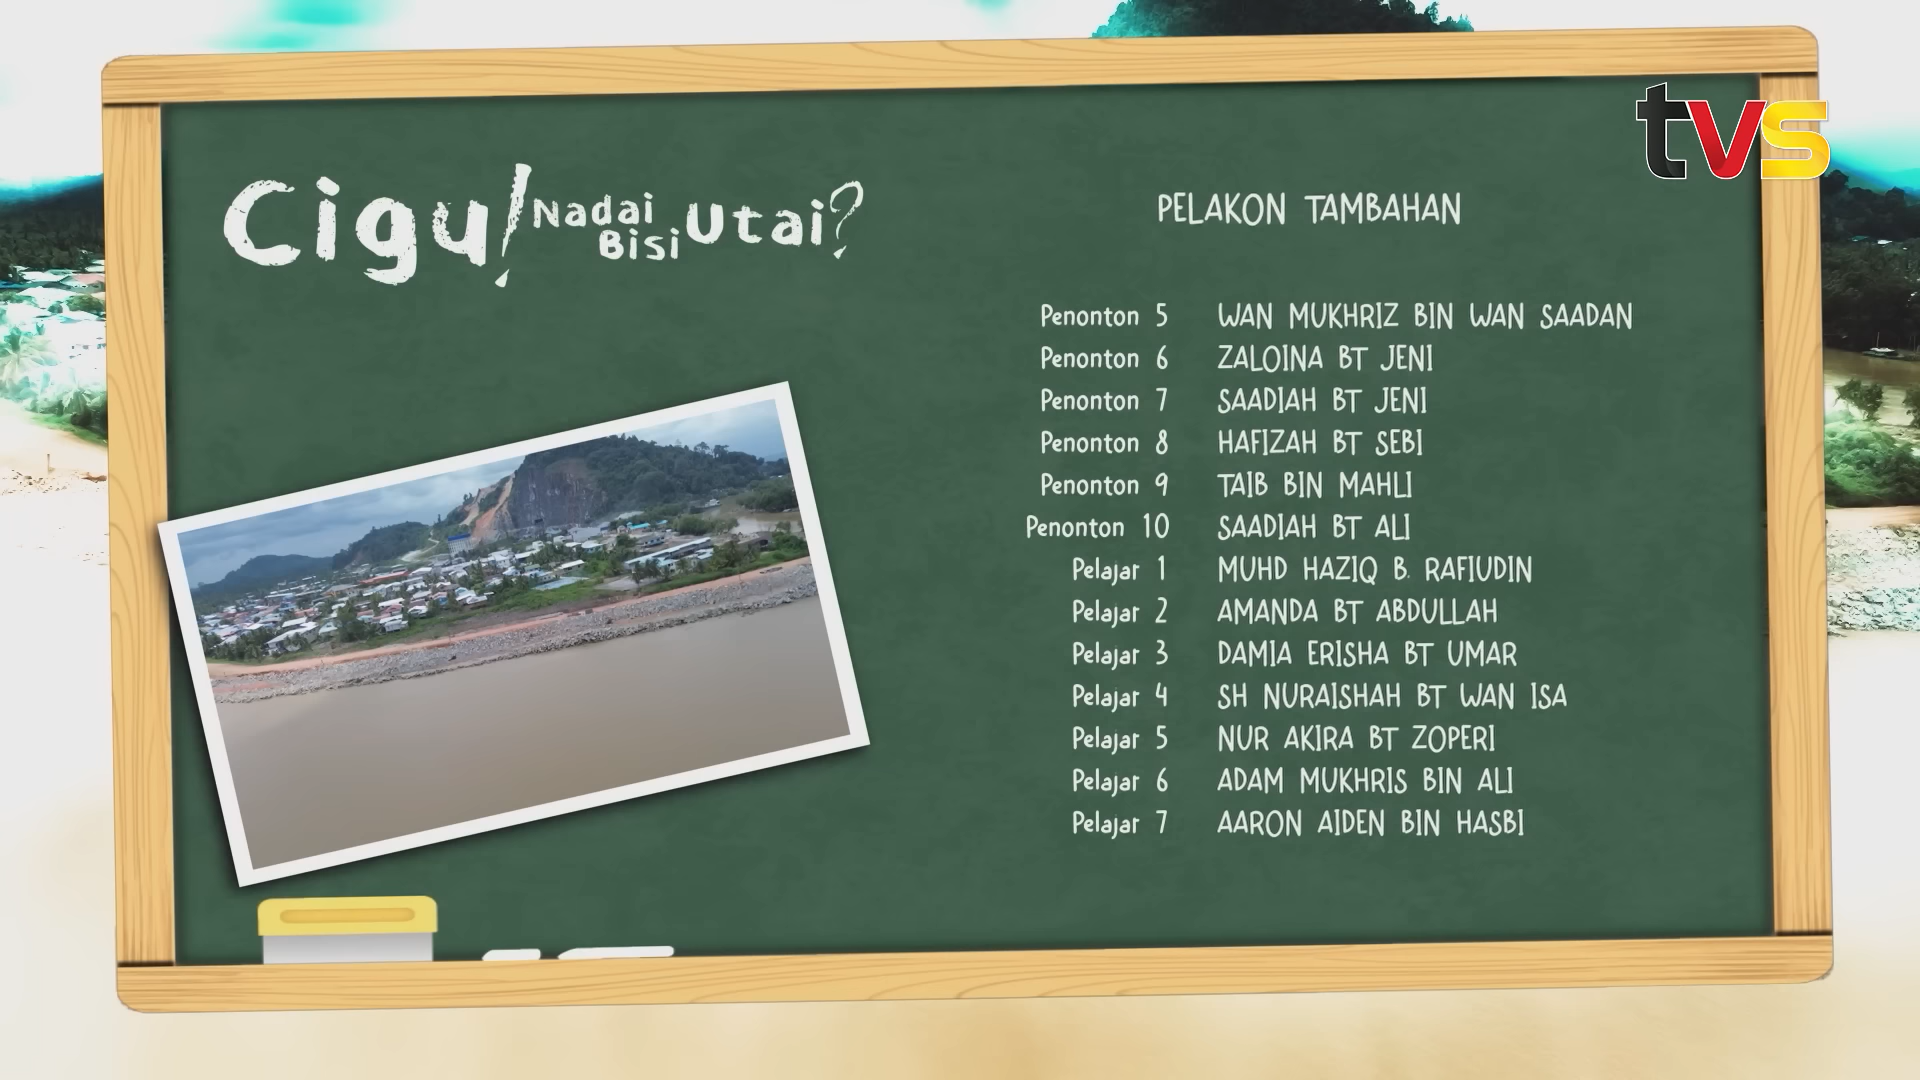 Cigu! Nadai Bisi Utai?
tvs
PELAKON TAMBAHAN
Penonton 5 WAN MUKHRIZ BIN WAN SAADAN
Penonton 6 ZALOINA BT JENI
Penonton 7 SAADIAH BT JENI
Penonton 8 HAFIZAH BT SEBI
Penonton 9 TAIB BIN MAHLI
Penonton 10 SAADIAH BT ALI
Pelajar 1 MUHD HAZIQ B. RAFIUDIN
Pelajar 2 AMANDA BT ABDULLAH
Pelajar 3 DAMIA ERISHA BT UMAR
Pelajar 4 SH NURAISHAH BT WAN ISA
Pelajar 5 NUR AKIRA BT ZOPERI
Pelajar 6 ADAM MUKHRIS BIN ALI
Pelajar 7 AARON AIDEN BIN HASBI